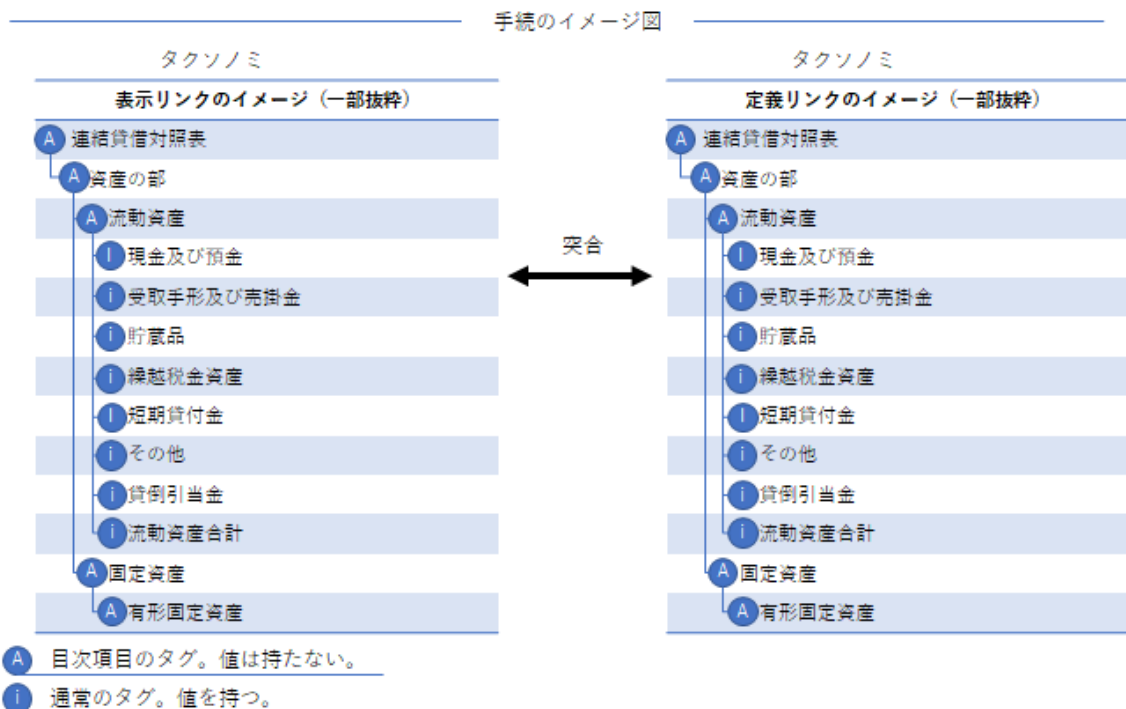 手続のイメージ図
タクソノミ
表示リンクのイメージ（一部抜粋）
A 連結貸借対照表
A 資産の部
A 流動資産
I 現金及び預金
i 受取手形及び売掛金
i 貯蔵品
i 繰越税金資産
I 短期貸付金
i その他
i 貸倒引当金
i 流動資産合計
A 固定資産
A 有形固定資産
突合
タクソノミ
定義リンクのイメージ（一部抜粋）
A 連結貸借対照表
A 資産の部
A 流動資産
I 現金及び預金
i 受取手形及び売掛金
i 貯蔵品
i 繰越税金資産
I 短期貸付金
i その他
i 貸倒引当金
i 流動資産合計
A 固定資産
A 有形固定資産
A 目次項目のタグ。値は持たない。
i 通常のタグ。値を持つ。